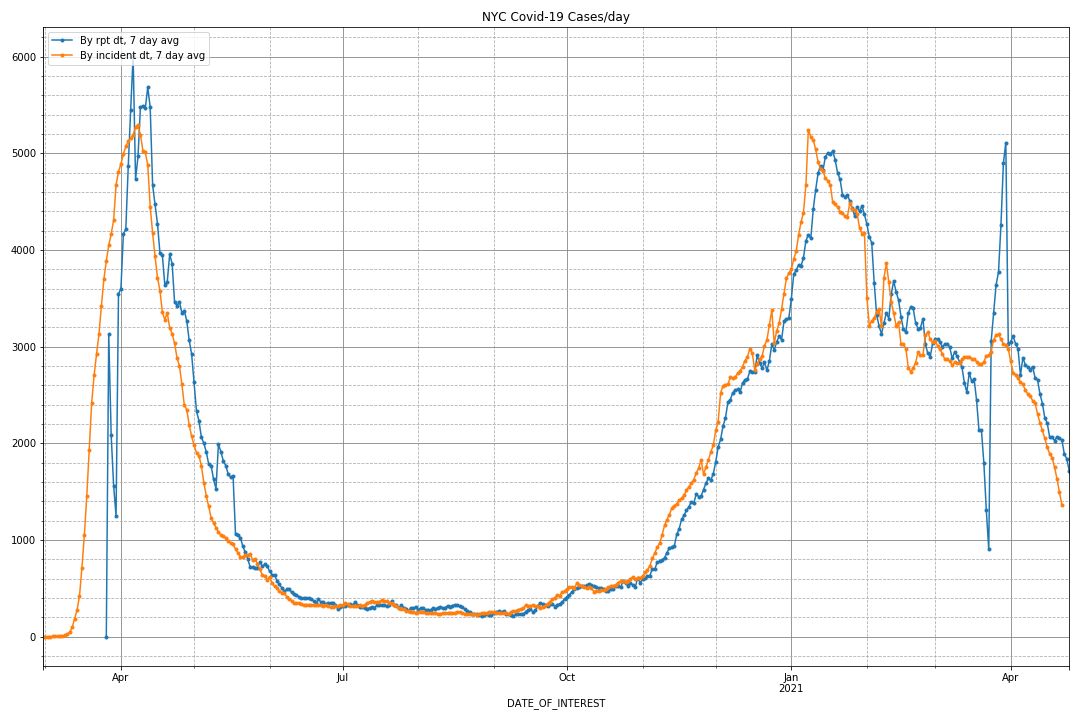 NYC Covid-19 Cases/day
By rpt dt, 7 day avg
By incident dt, 7 day avg
6000
5000
4000
3000
2000
1000
0
Apr Jul Oct Jan Apr
2021
DATE_OF_INTEREST